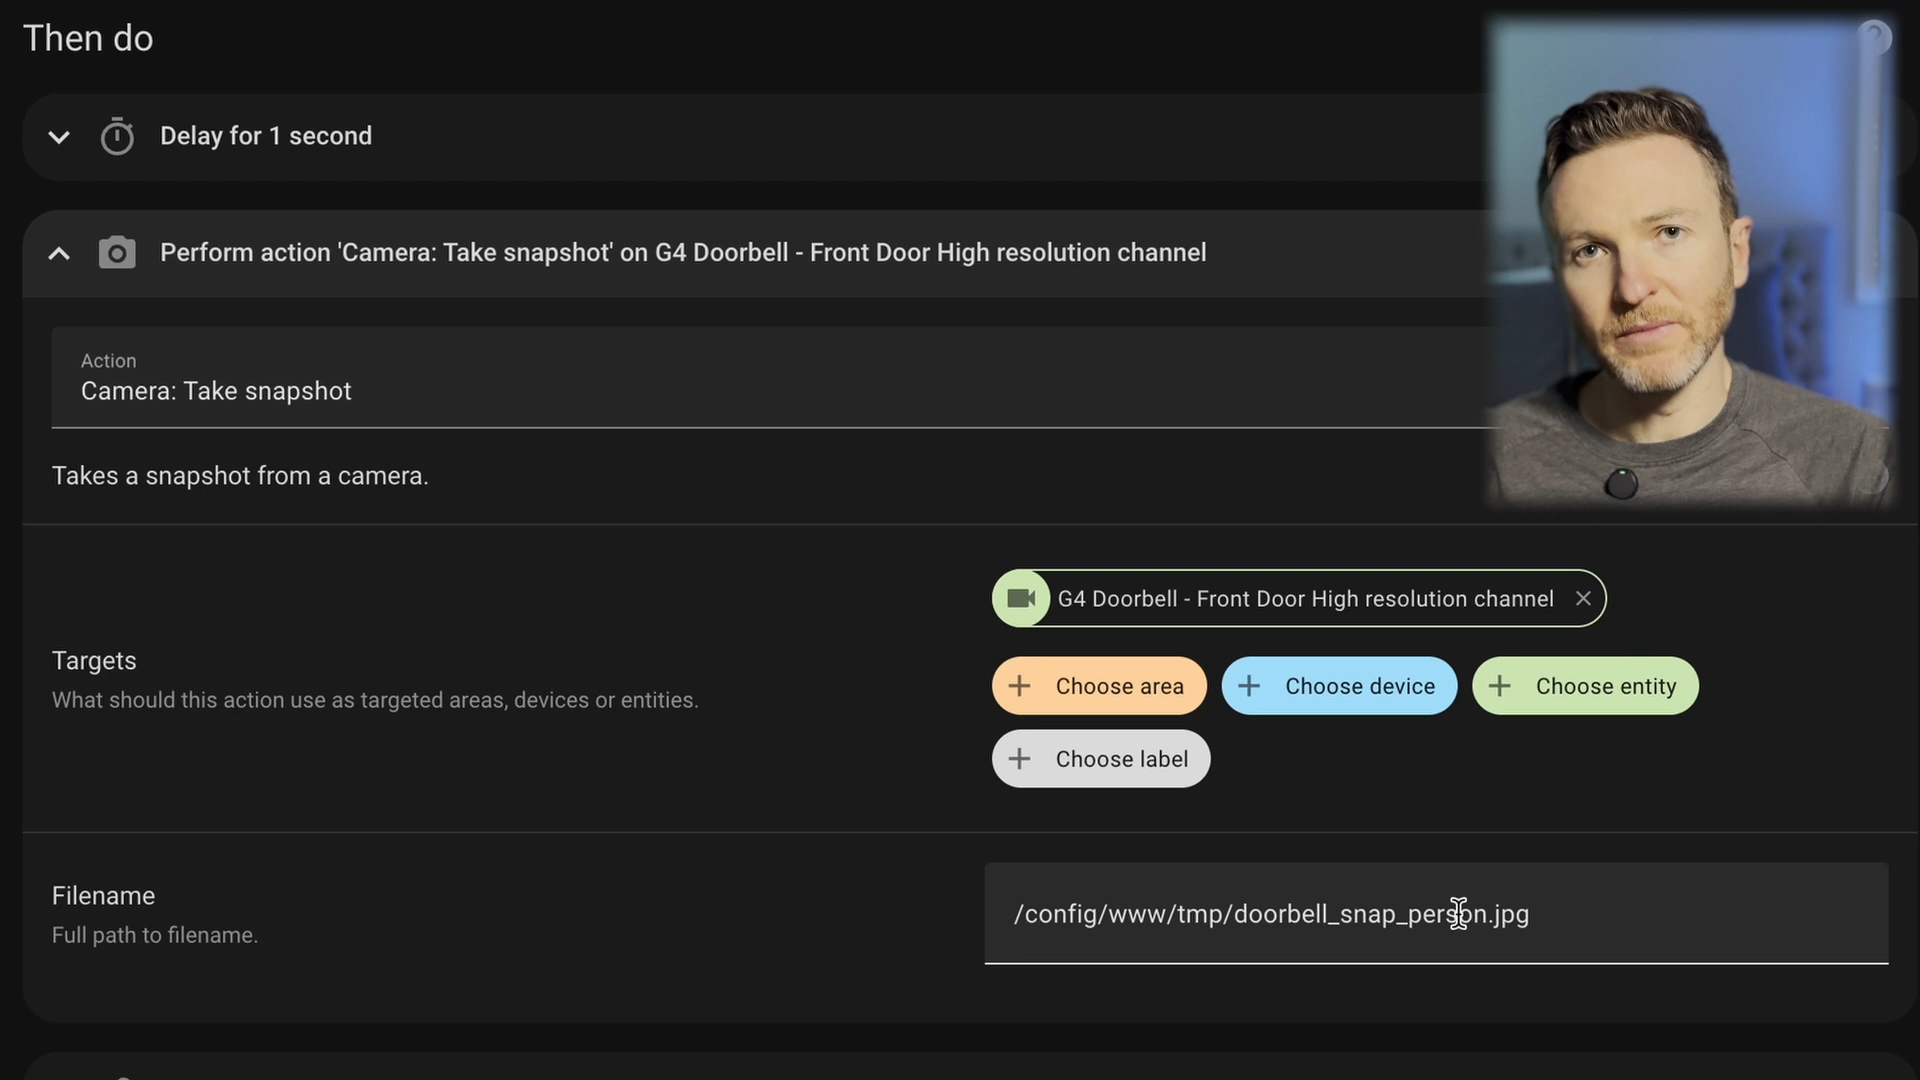 Then do
Delay for 1 second
Perform action 'Camera: Take snapshot' on G4 Doorbell - Front Door High resolution channel
Action
Camera: Take snapshot
Takes a snapshot from a camera.
G4 Doorbell - Front Door High resolution channel
Targets
What should this action use as targeted areas, devices or entities.
Choose area
Choose device
Choose entity
Choose label
Filename
Full path to filename.
/config/www/tmp/doorbell_snap_person.jpg